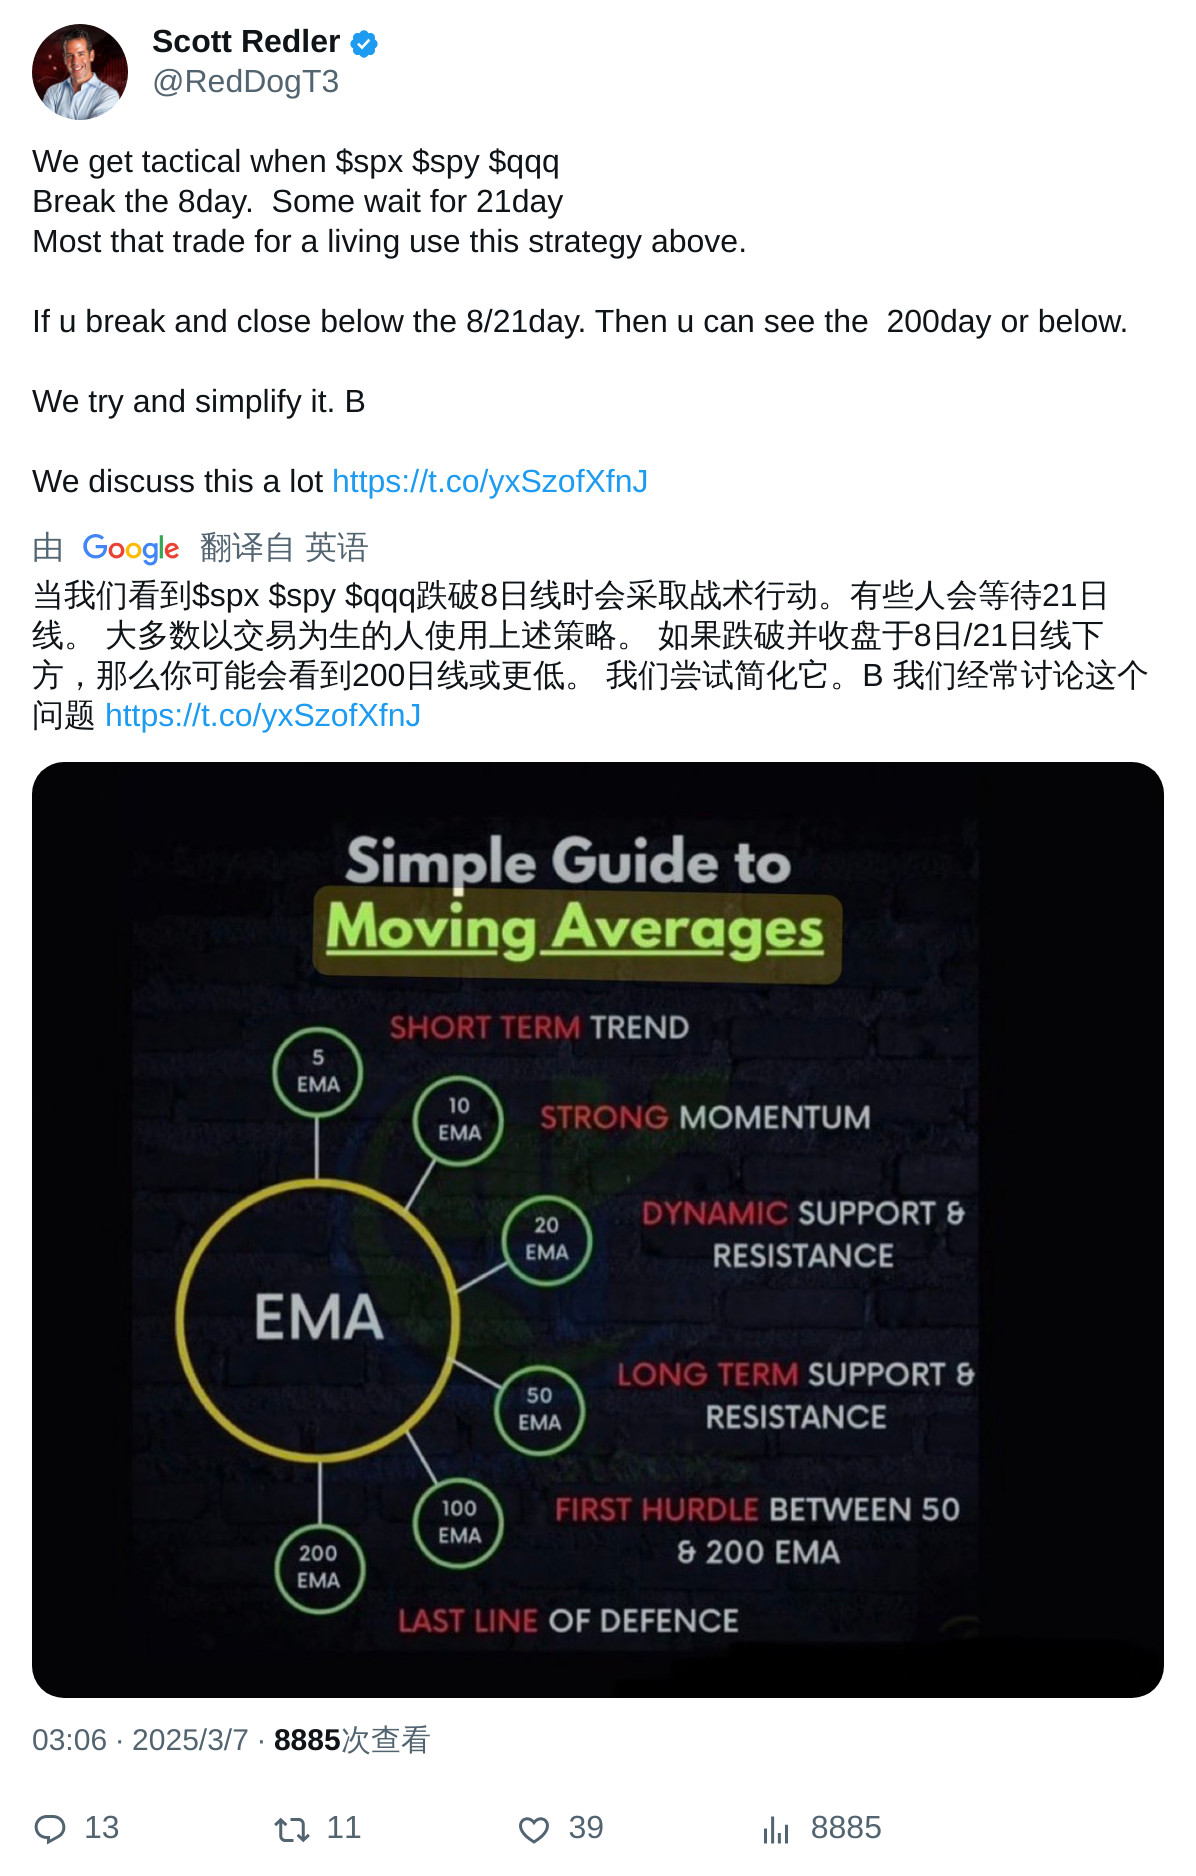 Scott Redler
@RedDogT3
We get tactical when $spx $spy $qqq
Break the 8day.  Some wait for 21day
Most that trade for a living use this strategy above.
If u break and close below the 8/21day. Then u can see the  200day or below.
We try and simplify it. B
We discuss this a lot https://t.co/yxSzofXfnJ
由 Google 翻译自 英语
当我们看到$spx $spy $qqq跌破8日线时会采取战术行动。有些人会等待21日
线。 大多数以交易为生的人使用上述策略。 如果跌破并收盘于8日/21日线下
方，那么你可能会看到200日线或更低。 我们尝试简化它。B 我们经常讨论这个
问题 https://t.co/yxSzofXfnJ
Simple Guide to
Moving Averages
SHORT TERM TREND
5
EMA
10
EMA
STRONG MOMENTUM
20
EMA
DYNAMIC SUPPORT &
RESISTANCE
EMA
50
EMA
LONG TERM SUPPORT &
RESISTANCE
100
EMA
FIRST HURDLE BETWEEN 50
& 200 EMA
200
EMA
LAST LINE OF DEFENCE
03:06 · 2025/3/7 · 8885次查看
13
11
39
8885